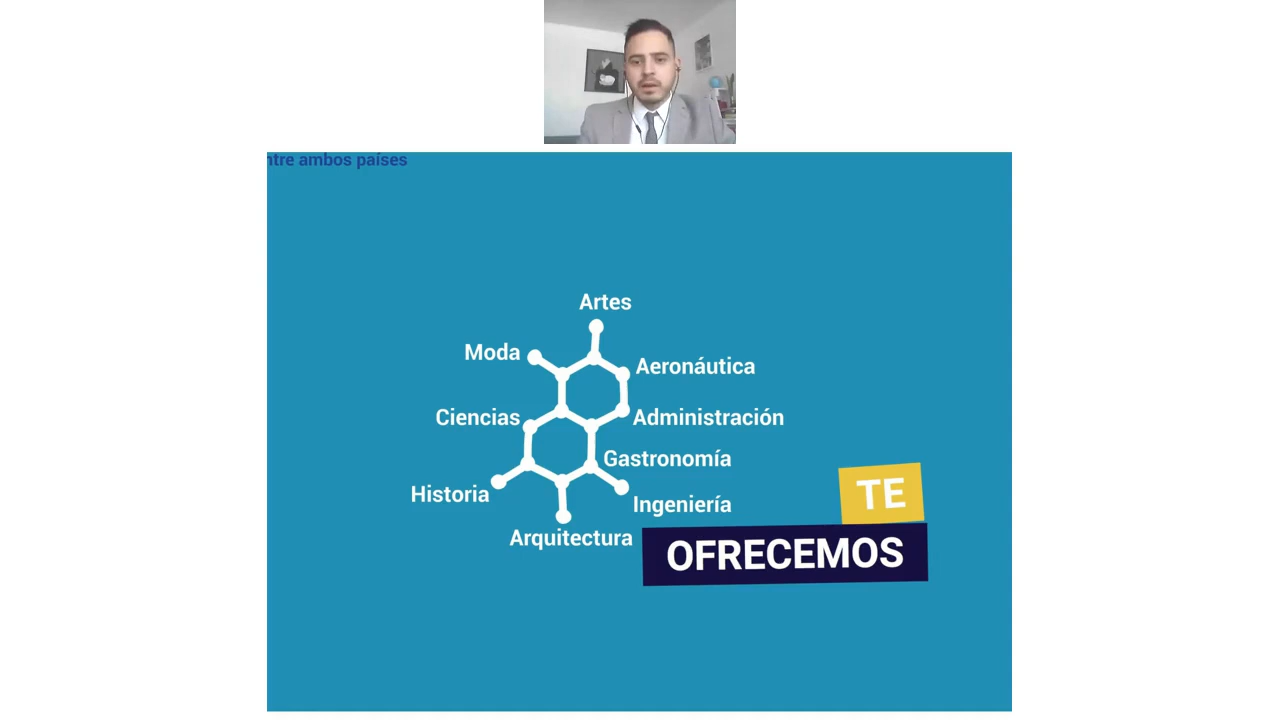 ntre ambos países
Artes
Moda
Aeronáutica
Ciencias
Administración
Gastronomía
Historia
Ingeniería
Arquitectura
TE
OFRECEMOS